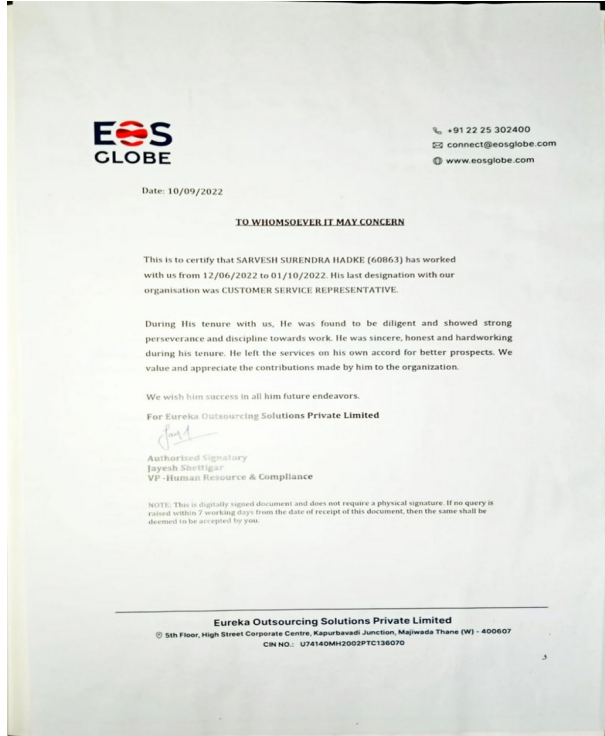 EOS
GLOBE
+91 22 25 302400
connect@eosglobe.com
www.eosglobe.com
Date: 10/09/2022
TO WHOMSOEVER IT MAY CONCERN
This is to certify that SARVESH SURENDRA HADKE (60863) has worked
with us from 12/06/2022 to 01/10/2022. His last designation with our
organisation was CUSTOMER SERVICE REPRESENTATIVE.
During His tenure with us, He was found to be diligent and showed strong
perseverance and discipline towards work. He was sincere, honest and hardworking
during his tenure. He left the services on his own accord for better prospects. We
value and appreciate the contributions made by him to the organization.
We wish him success in all him future endeavors.
For Eureka Outsourcing Solutions Private Limited
Authorized Signatory
Jayesh Shettigar
VP -Human Resource & Compliance
NOTE: This is digitally signed document and does not require a physical signature. If no query is
raised within 7 working days from the date of receipt of this document, then the same shall be
deemed to be accepted by you.
Eureka Outsourcing Solutions Private Limited
5th Floor, High Street Corporate Centre, Kapurbavadi Junction, Majiwada Thane (W) - 400607
CIN NO.: U74140MH2002PTC136070